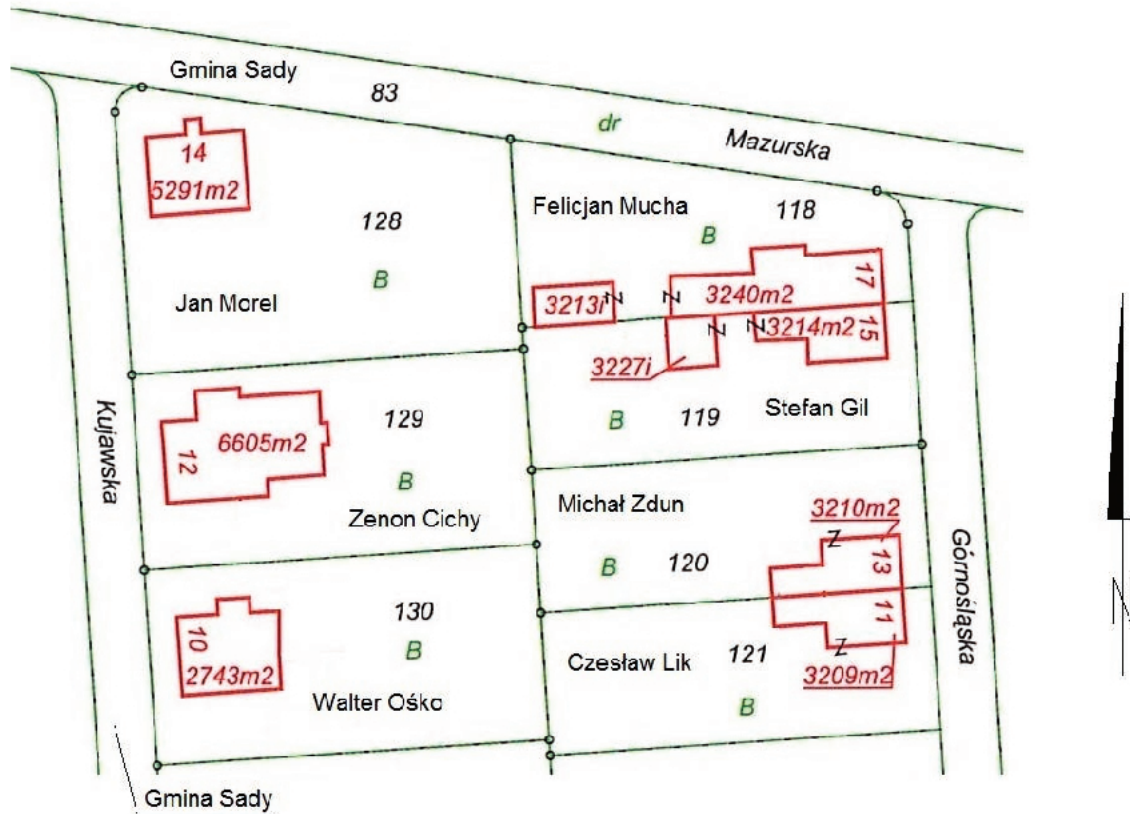 Gmina Sady
83
dr
Mazurska
14
5291m2
128
B
Jan Morel
Felicjan Mucha
118
B
3213i
Z
Z
3240m2
17
Z
Z
3214m2
15
3227i
B
119
Stefan Gil
Kujawska
12
6605m2
129
B
Zenon Cichy
Michał Zdun
B
120
3210m2
Z
13
Górnośląska
N
10
2743m2
130
B
Walter Ośko
Czesław Lik
121
B
11
Z
3209m2
Gmina Sady